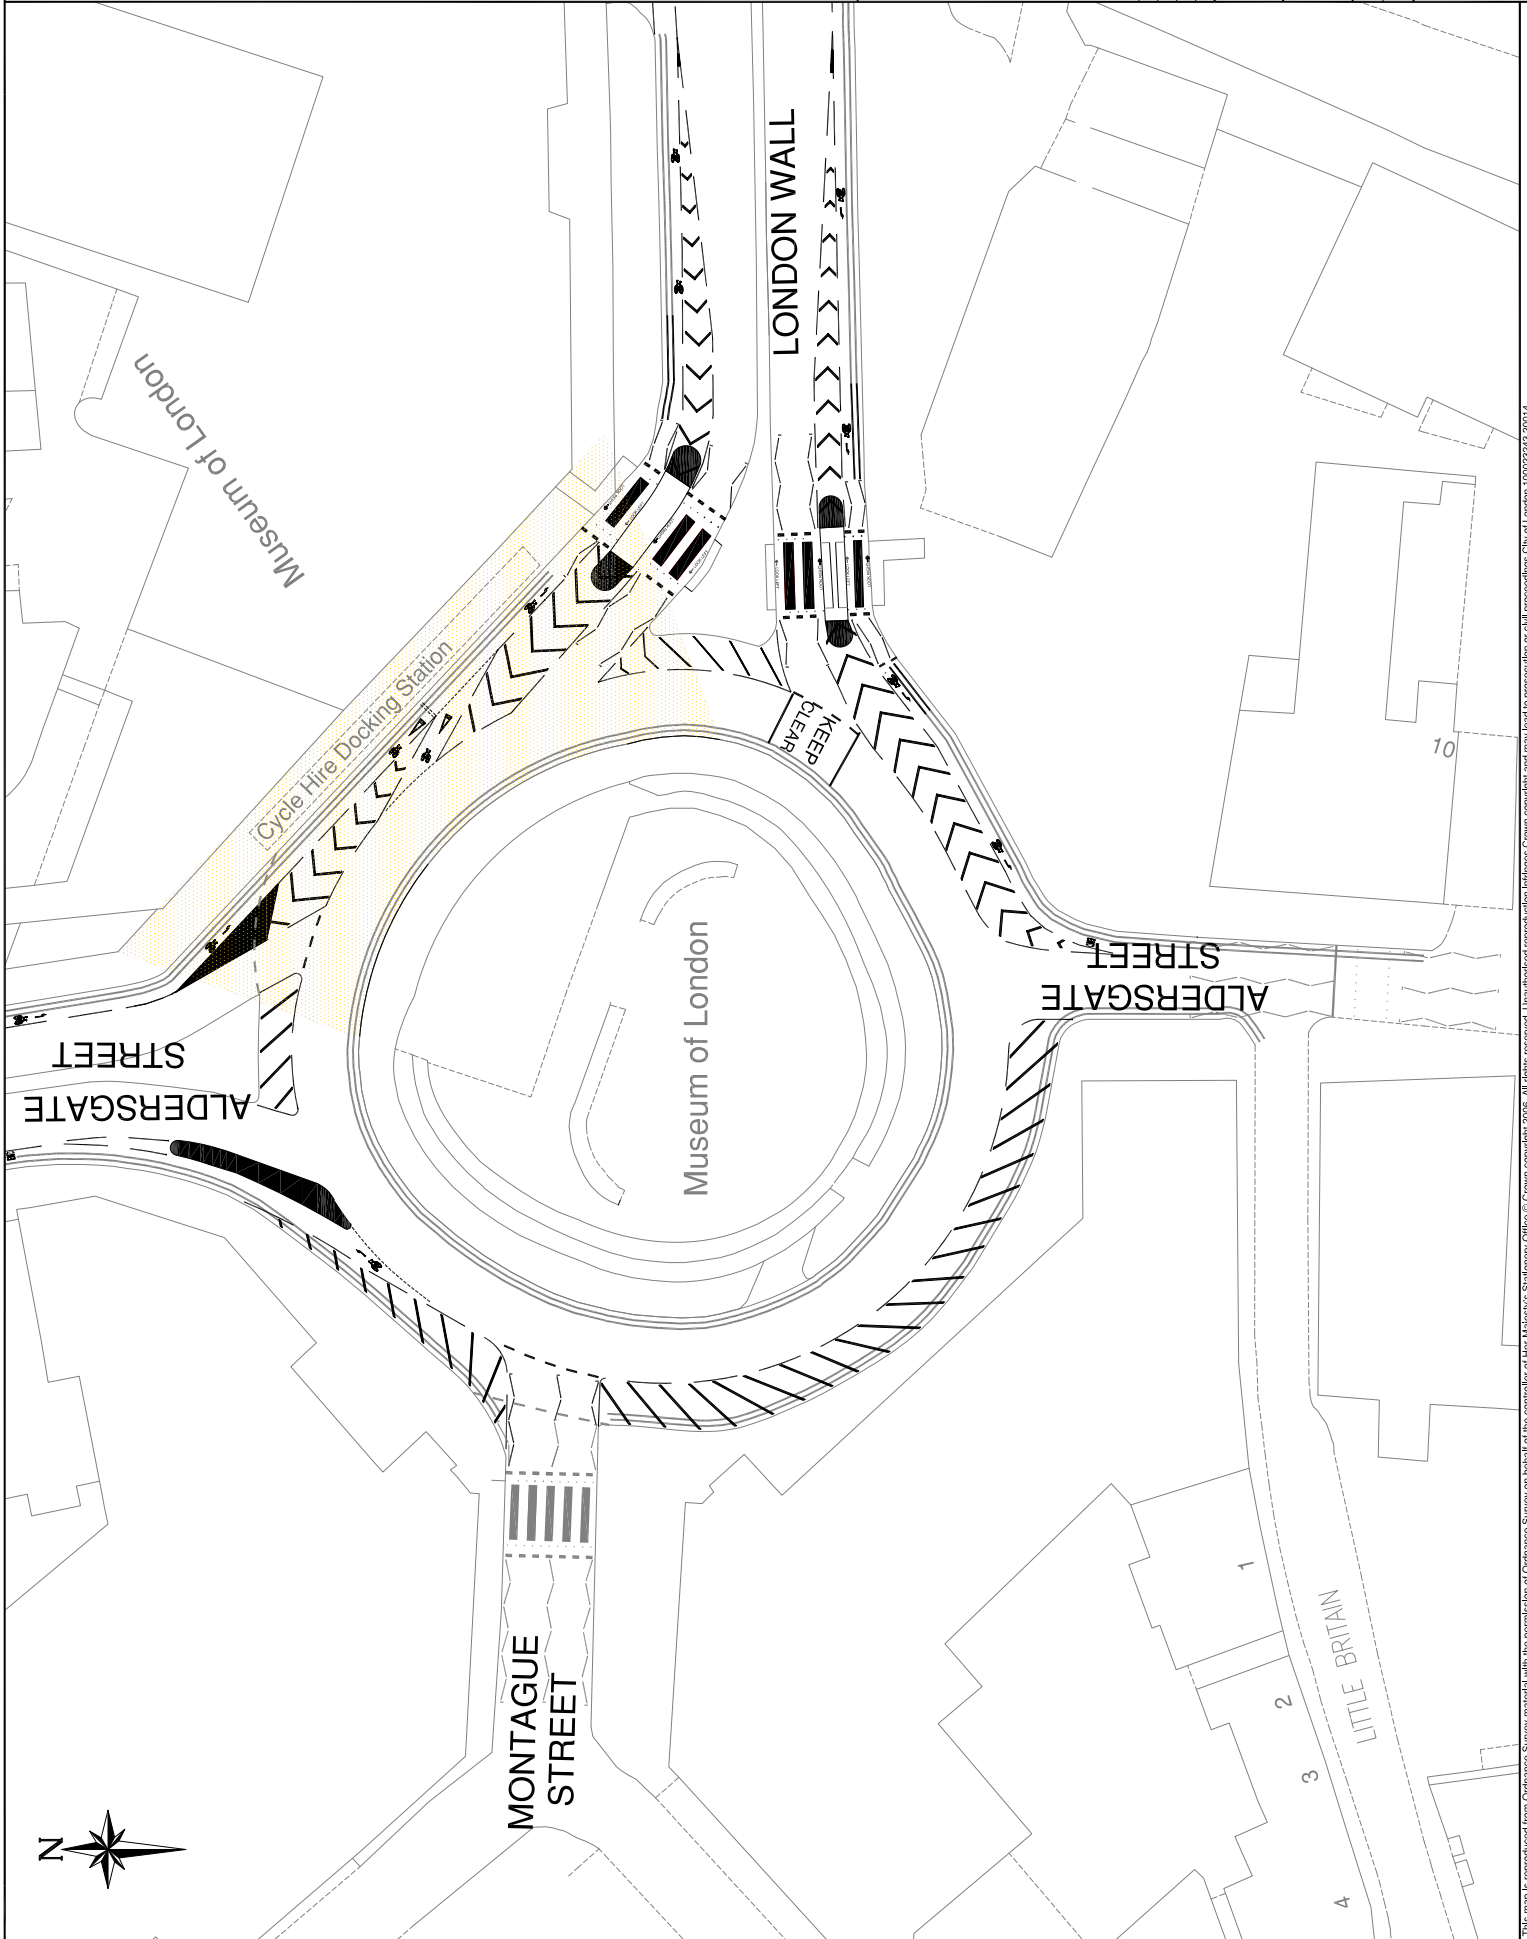 LONDON WALL
Museum of London
Cycle Hire Docking Station
KEEP
CLEAR
10
Museum of London
ALDERSGATE
STREET
ALDERSGATE
STREET
MONTAGUE
STREET
1
2
3
4
LITTLE BRITAIN
N